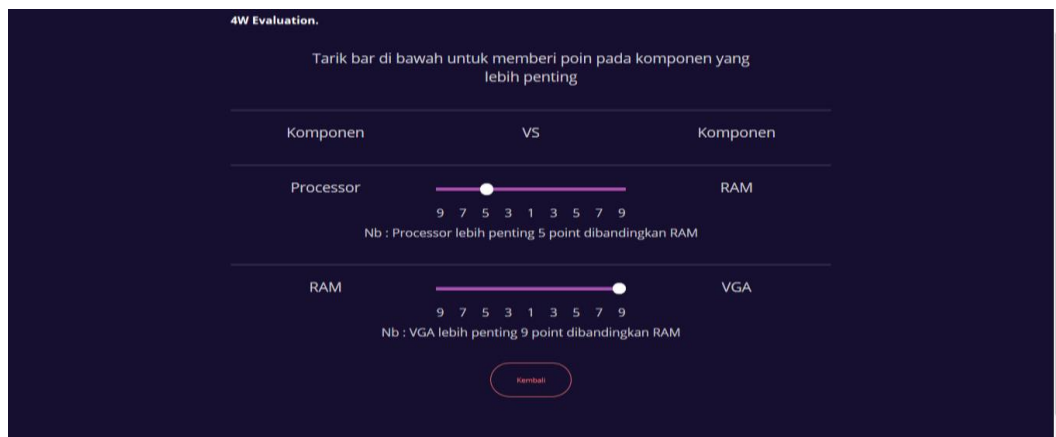 4W Evaluation.
Tarik bar di bawah untuk memberi poin pada komponen yang
lebih penting
Komponen VS Komponen
Processor RAM
9 7 5 3 1 3 5 7 9
Nb : Processor lebih penting 5 point dibandingkan RAM
RAM VGA
9 7 5 3 1 3 5 7 9
Nb : VGA lebih penting 9 point dibandingkan RAM
Kembali